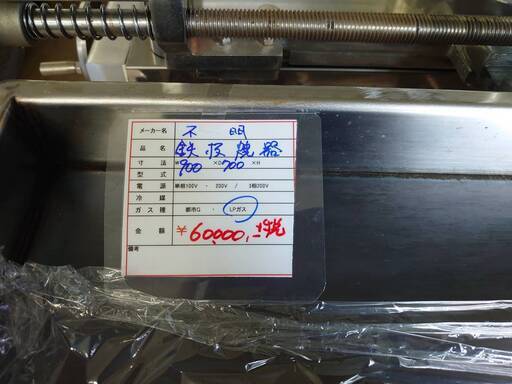 メーカー名 不明
品名 鉄板焼器
寸法 W900 ×D700 ×H
型式
電源 単相100V ・ 200V / 3相200V
冷媒
ガス種 都市G ・ LPガス
金額 ¥60,000,-+税
備考